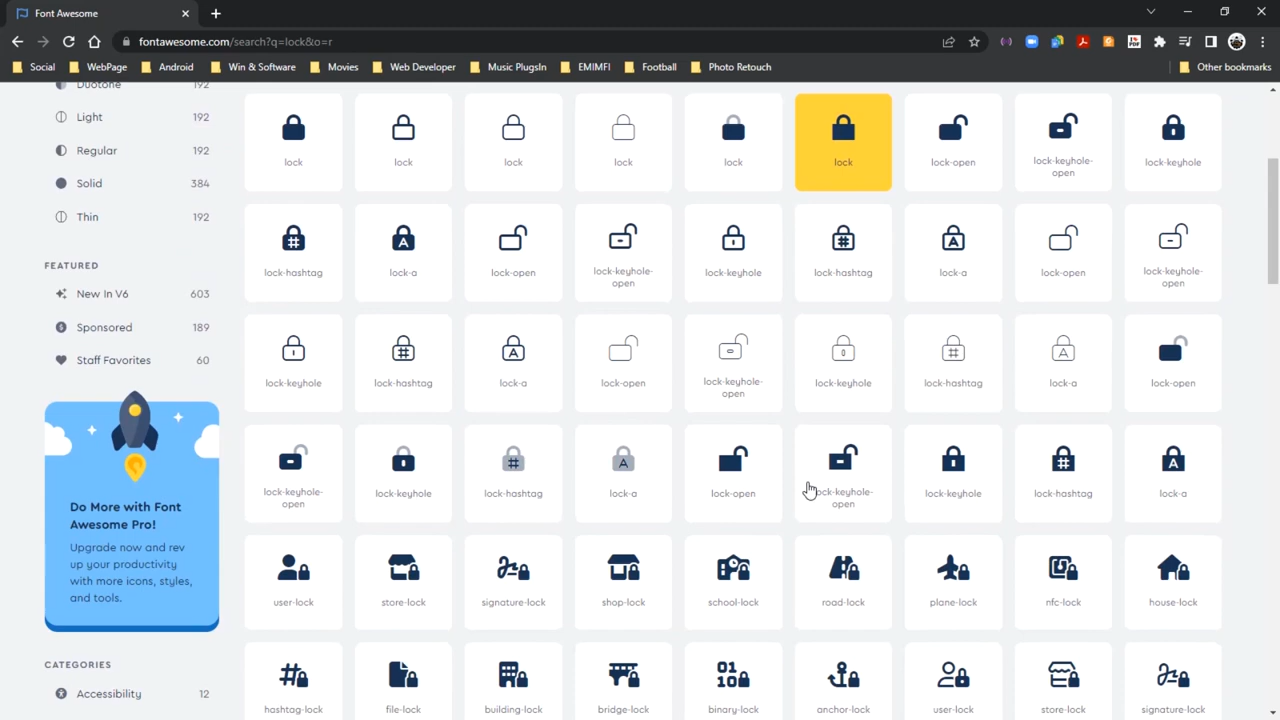 Font Awesome
fontawesome.com/search?q=lock&o=r
Social WebPage Android Win & Software Movies Web Developer Music PlugsIn EMIMFI Football Photo Retouch Other bookmarks
Duotone 192
Light 192
Regular 192
Solid 384
Thin 192
FEATURED
New In V6 603
Sponsored 189
Staff Favorites 60
Do More with Font
Awesome Pro!
Upgrade now and rev
up your productivity
with more icons, styles,
and tools.
CATEGORIES
Accessibility 12
lock lock lock lock lock lock lock-open lock-keyhole-
open lock-keyhole
lock-hashtag lock-a lock-open lock-keyhole-
open lock-keyhole lock-hashtag lock-a lock-open lock-keyhole-
open
lock-keyhole lock-hashtag lock-a lock-open lock-keyhole-
open lock-keyhole lock-hashtag lock-a lock-open
lock-keyhole-
open lock-keyhole lock-hashtag lock-a lock-open lock-keyhole-
open lock-keyhole lock-hashtag lock-a
user-lock store-lock signature-lock shop-lock school-lock road-lock plane-lock nfc-lock house-lock
hashtag-lock file-lock building-lock bridge-lock binary-lock anchor-lock user-lock store-lock signature-lock